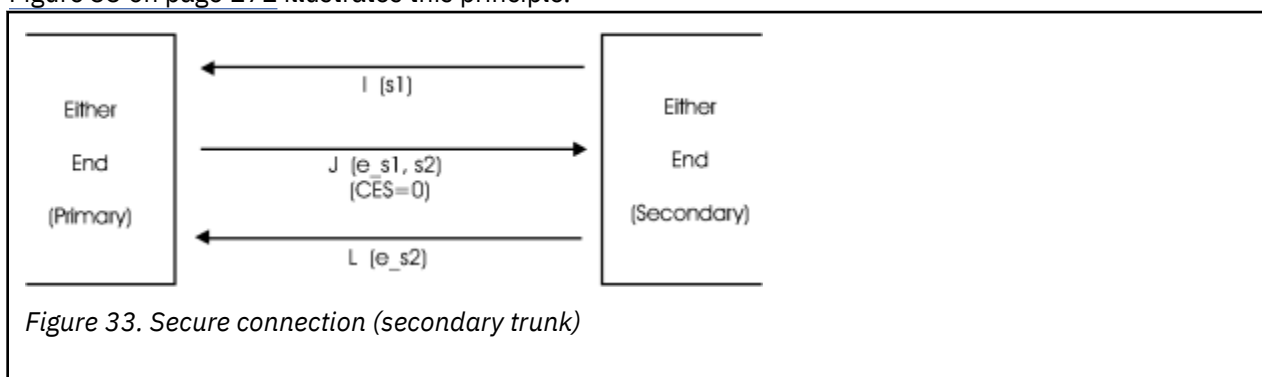 Figure 33 on page 272 illustrates this principle.
I (s1)
Either
End
(Primary)
J (e_s1, s2)
(CES=0)
Either
End
(Secondary)
L (e_s2)
Figure 33. Secure connection (secondary trunk)